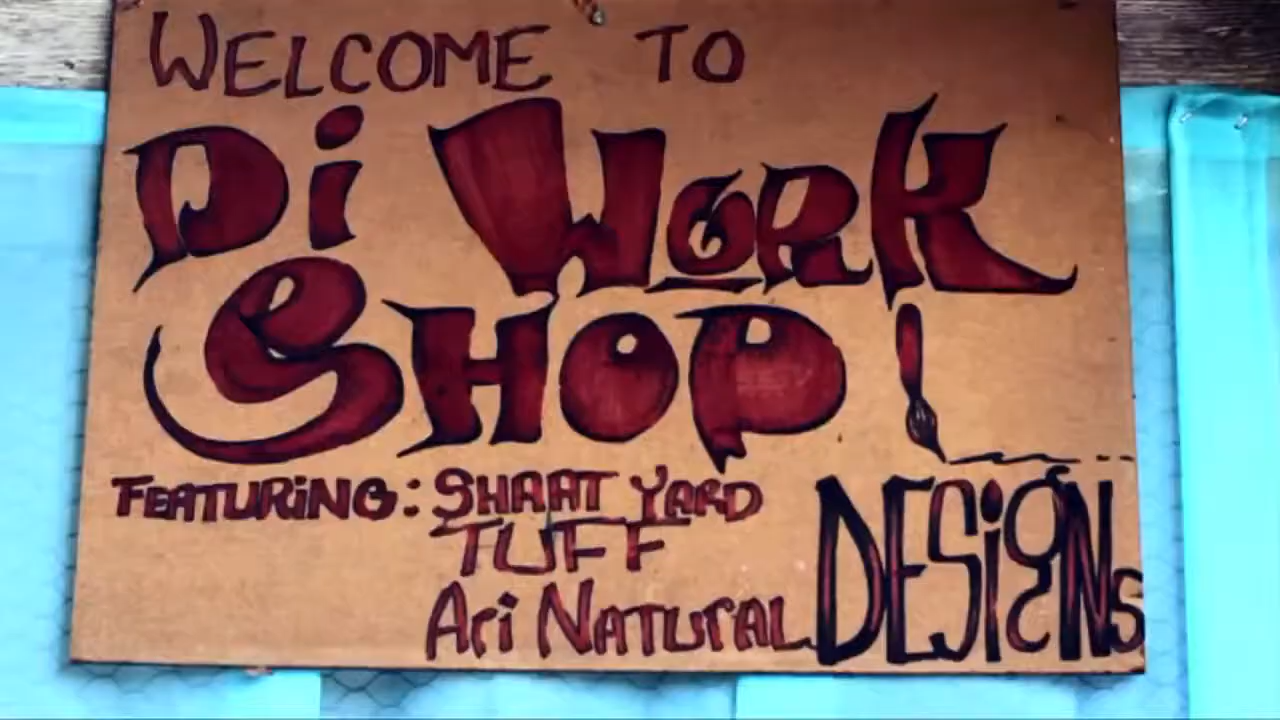 WELCOME TO
Di WORK
SHOP
FEATURING: SHAAT YARD
TUFF
Ari NATURAL DESiGNs